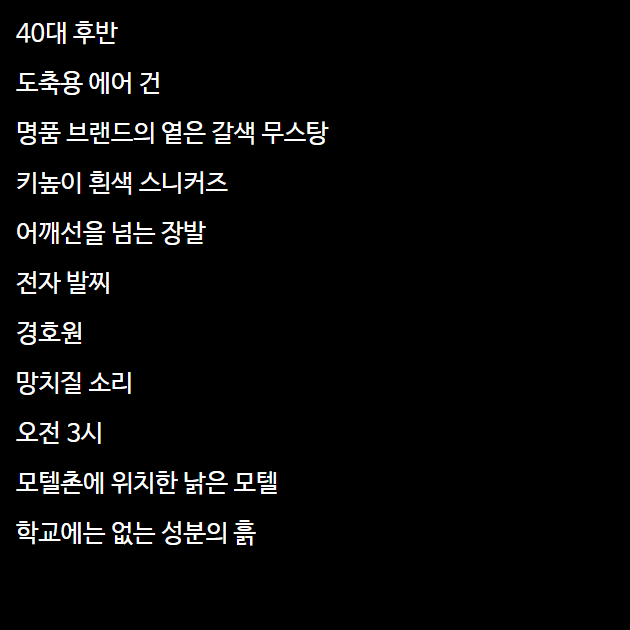 40대 후반
도축용 에어 건
명품 브랜드의 옅은 갈색 무스탕
키높이 흰색 스니커즈
어깨선을 넘는 장발
전자 발찌
경호원
망치질 소리
오전 3시
모텔촌에 위치한 낡은 모텔
학교에는 없는 성분의 흙